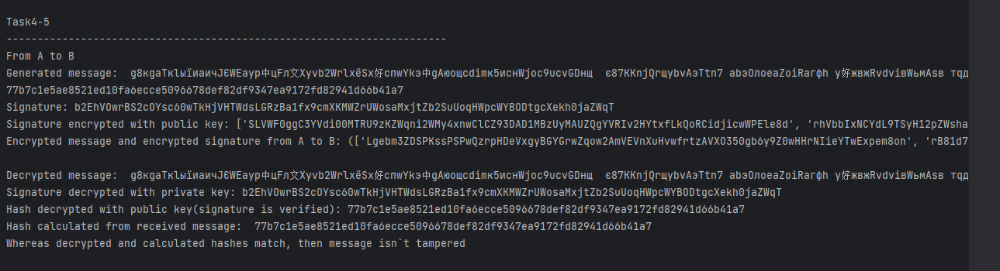 Task4-5
-----------------------------------------------------------------------
From A to B
Generated message:  g8кgaTкlыїиаичJЄWEаyp中цFл文Xyvb2WrlxёSx好спwYkэ中gАюощcdimк5иснWjoc9ucvGDнщ  є87KKnjQrщybvAэTtn7 abэОлоеаZoiRагфh y好жвжRvdviвWьмAsв тqд
77b7c1e5ae8521ed10fa6ecce5096678def82df9347ea9172fd82941d66b41a7
Signature: b2EhVOwrBS2cOYsc60wTkHjVHTWdsLGRzBa1fx9cmXKMWZrUWosaMxjtZb2SuUoqHWpcWYBODtgcXekh0jaZWqT
Signature encrypted with public key: ['SLVWF0ggC3YVdi00MTRU9zKZWqni2WMy4xnwClCZ93DAD1MBzUyMAUZQgYVRIv2HYtxfLkQoRCidjicwWPEle8d', 'rhVbbIxNCYdL9TSyH12pZWsha
Encrypted message and encrypted signature from A to B: (['Lgebm3ZDSPKssPSPwQzrpHDeVxgyBGYGrwZqow2AmVEVnXuHvwfrtzAVXO350gb6y9Z0wHHrNIieYTwExpem8on', 'rB81d7
Decrypted message:  g8кgaTкlыїиаичJЄWEаyp中цFл文Xyvb2WrlxёSx好спwYkэ中gАюощcdimк5иснWjoc9ucvGDнщ  є87KKnjQrщybvAэTtn7 abэОлоеаZoiRагфh y好жвжRvdviвWьмAsв тqд
Signature decrypted with private key: b2EhVOwrBS2cOYsc60wTkHjVHTWdsLGRzBa1fx9cmXKMWZrUWosaMxjtZb2SuUoqHWpcWYBODtgcXekh0jaZWqT
Hash decrypted with public key(signature is verified): 77b7c1e5ae8521ed10fa6ecce5096678def82df9347ea9172fd82941d66b41a7
Hash calculated from received message:  77b7c1e5ae8521ed10fa6ecce5096678def82df9347ea9172fd82941d66b41a7
Whereas decrypted and calculated hashes match, then message isn`t tampered